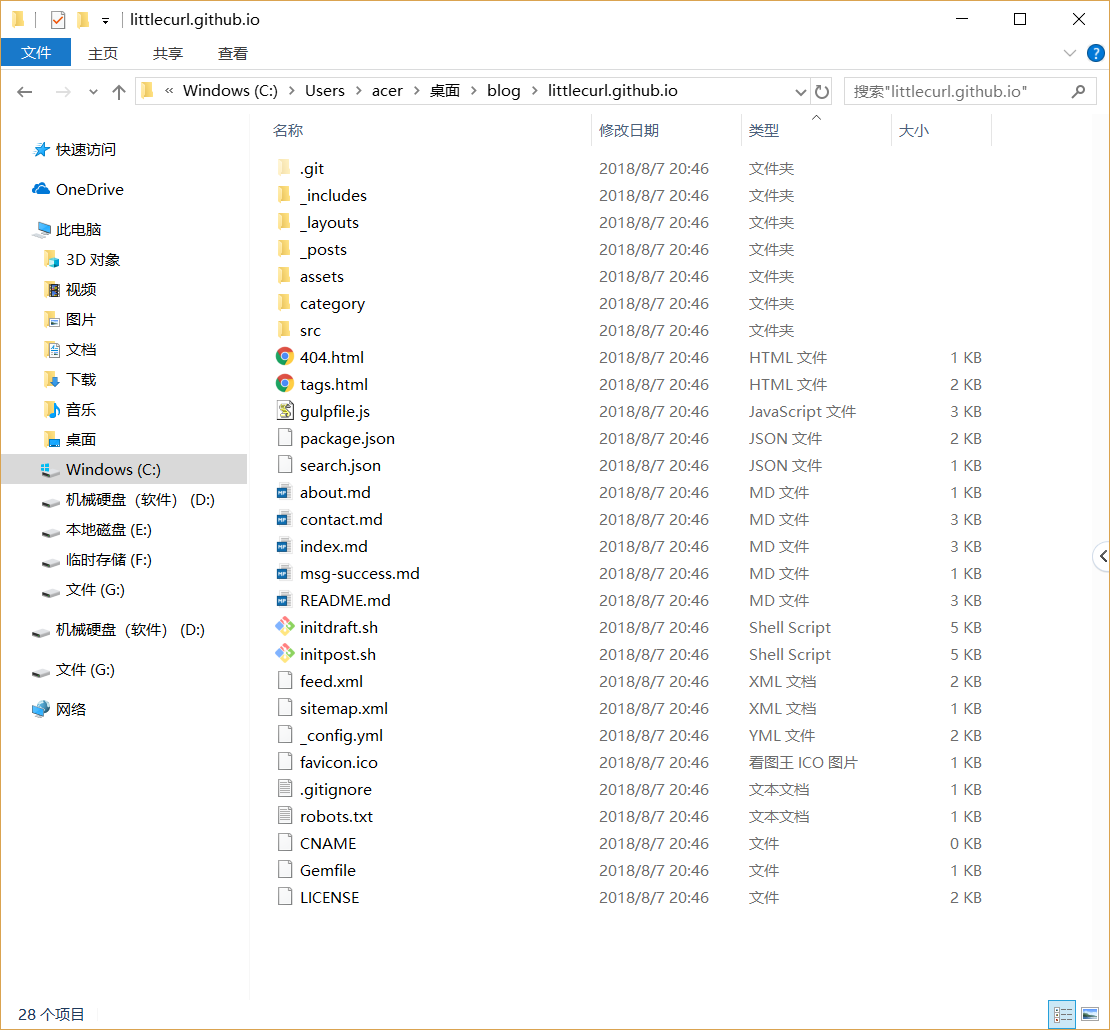 littlecurl.github.io
文件 主页 共享 查看
« Windows (C:) > Users > acer > 桌面 > blog > littlecurl.github.io 搜索"littlecurl.github.io"
快速访问
OneDrive
此电脑
3D 对象
视频
图片
文档
下载
音乐
桌面
Windows (C:)
机械硬盘（软件） (D:)
本地磁盘 (E:)
临时存储 (F:)
文件 (G:)
机械硬盘（软件） (D:)
文件 (G:)
网络
名称 修改日期 类型 大小
.git 2018/8/7 20:46 文件夹
_includes 2018/8/7 20:46 文件夹
_layouts 2018/8/7 20:46 文件夹
_posts 2018/8/7 20:46 文件夹
assets 2018/8/7 20:46 文件夹
category 2018/8/7 20:46 文件夹
src 2018/8/7 20:46 文件夹
404.html 2018/8/7 20:46 HTML 文件 1 KB
tags.html 2018/8/7 20:46 HTML 文件 2 KB
gulpfile.js 2018/8/7 20:46 JavaScript 文件 3 KB
package.json 2018/8/7 20:46 JSON 文件 2 KB
search.json 2018/8/7 20:46 JSON 文件 1 KB
about.md 2018/8/7 20:46 MD 文件 1 KB
contact.md 2018/8/7 20:46 MD 文件 3 KB
index.md 2018/8/7 20:46 MD 文件 3 KB
msg-success.md 2018/8/7 20:46 MD 文件 1 KB
README.md 2018/8/7 20:46 MD 文件 3 KB
initdraft.sh 2018/8/7 20:46 Shell Script 5 KB
initpost.sh 2018/8/7 20:46 Shell Script 5 KB
feed.xml 2018/8/7 20:46 XML 文档 2 KB
sitemap.xml 2018/8/7 20:46 XML 文档 1 KB
_config.yml 2018/8/7 20:46 YML 文件 2 KB
favicon.ico 2018/8/7 20:46 看图王 ICO 图片 1 KB
.gitignore 2018/8/7 20:46 文本文档 1 KB
robots.txt 2018/8/7 20:46 文本文档 1 KB
CNAME 2018/8/7 20:46 文件 0 KB
Gemfile 2018/8/7 20:46 文件 1 KB
LICENSE 2018/8/7 20:46 文件 2 KB
28 个项目